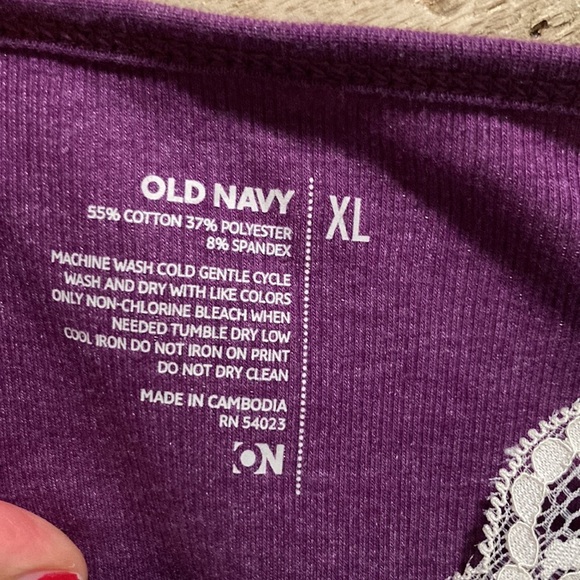 OLD NAVY
55% COTTON 37% POLYESTER
8% SPANDEX
XL
MACHINE WASH COLD GENTLE CYCLE
WASH AND DRY WITH LIKE COLORS
ONLY NON-CHLORINE BLEACH WHEN
NEEDED TUMBLE DRY LOW
COOL IRON DO NOT IRON ON PRINT
DO NOT DRY CLEAN
MADE IN CAMBODIA
RN 54023
ON